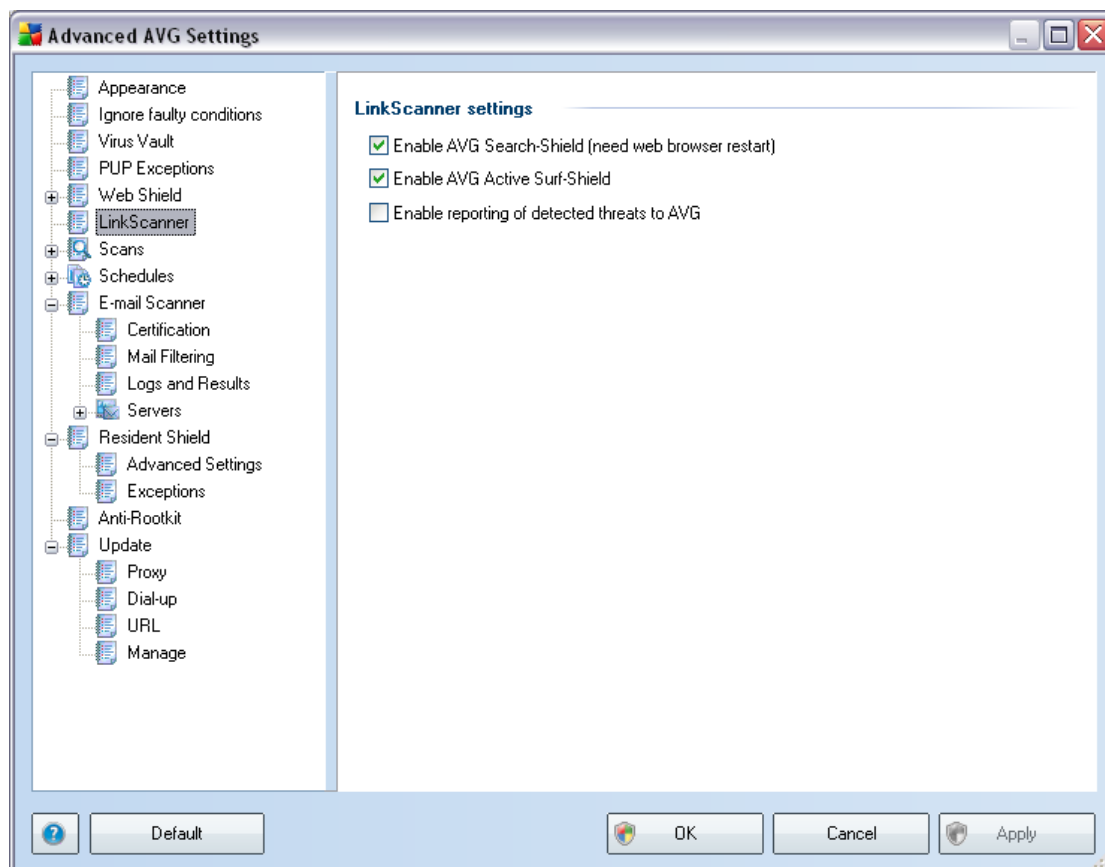 Advanced AVG Settings
Appearance
Ignore faulty conditions
Virus Vault
PUP Exceptions
Web Shield
LinkScanner
Scans
Schedules
E-mail Scanner
Certification
Mail Filtering
Logs and Results
Servers
Resident Shield
Advanced Settings
Exceptions
Anti-Rootkit
Update
Proxy
Dial-up
URL
Manage
LinkScanner settings
Enable AVG Search-Shield (need web browser restart)
Enable AVG Active Surf-Shield
Enable reporting of detected threats to AVG
? Default OK Cancel Apply